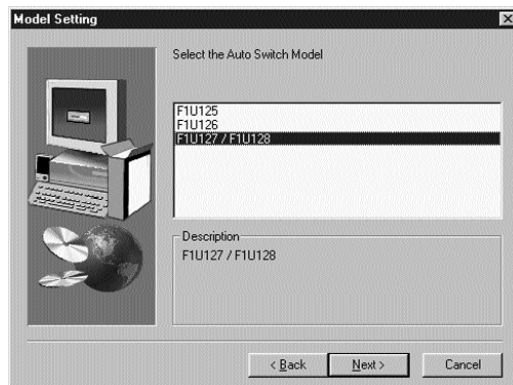 Model Setting
Select the Auto Switch Model
F1U125
F1U126
F1U127 / F1U128
Description
F1U127 / F1U128
< Back
Next >
Cancel